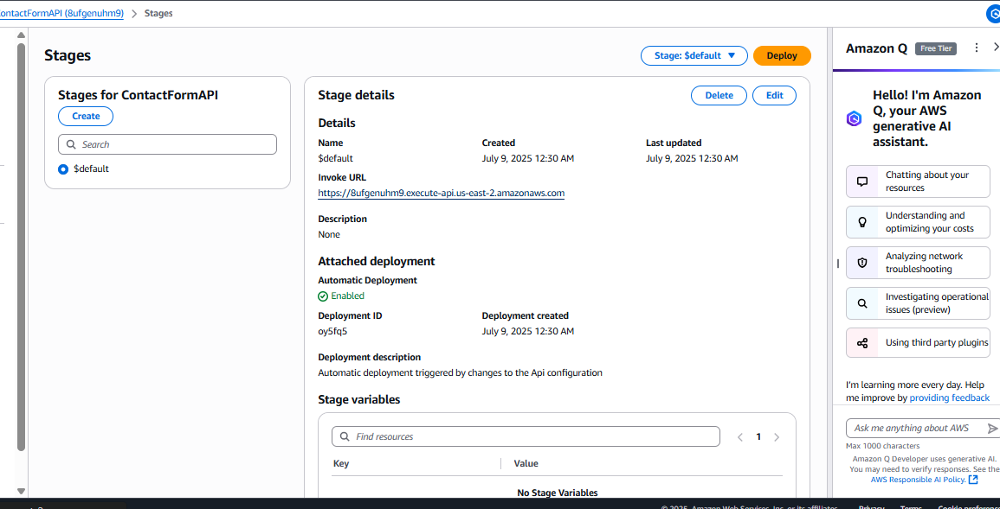 ontactFormAPI (8ufgenuhm9) > Stages
Stages
Stage: $default
Deploy
Stages for ContactFormAPI
Create
Search
$default
Stage details
Delete
Edit
Details
Name
Created
Last updated
$default
July 9, 2025 12:30 AM
July 9, 2025 12:30 AM
Invoke URL
https://8ufgenuhm9.execute-api.us-east-2.amazonaws.com
Description
None
Attached deployment
Automatic Deployment
Enabled
Deployment ID
Deployment created
oy5fq5
July 9, 2025 12:30 AM
Deployment description
Automatic deployment triggered by changes to the Api configuration
Stage variables
Find resources
1
Key
Value
No Stage Variables
Amazon Q
Free Tier
Hello! I'm Amazon
Q, your AWS
generative AI
assistant.
Chatting about your
resources
Understanding and
optimizing your costs
Analyzing network
troubleshooting
Investigating operational
issues (preview)
Using third party plugins
I'm learning more every day. Help
me improve by providing feedback
Ask me anything about AWS
Max 1000 characters
Amazon Q Developer uses generative AI.
You may need to verify responses. See the
AWS Responsible AI Policy.
© 2025, Amazon Web Services, Inc. or its affiliates.
Privacy
Terms
Cookie preference